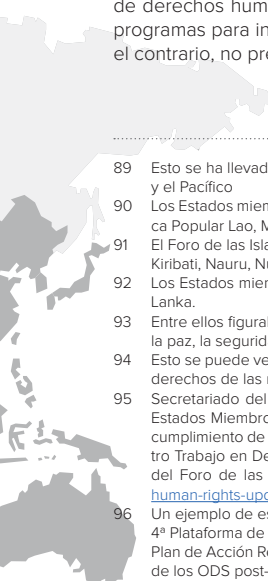 de derechos hum
programas para in
el contrario, no pre
89 Esto se ha llevad
y el Pacífico
90 Los Estados miem
ca Popular Lao, M
91 El Foro de las Isla
Kiribati, Nauru, Nu
92 Los Estados miem
Lanka.
93 Entre ellos figural
la paz, la segurida
94 Esto se puede ve
derechos de las r
95 Secretariado del
Estados Miembro
cumplimiento de
tro Trabajo en De
del Foro de las
human-rights-upd
96 Un ejemplo de es
4ª Plataforma de
Plan de Acción Re
de los ODS post-